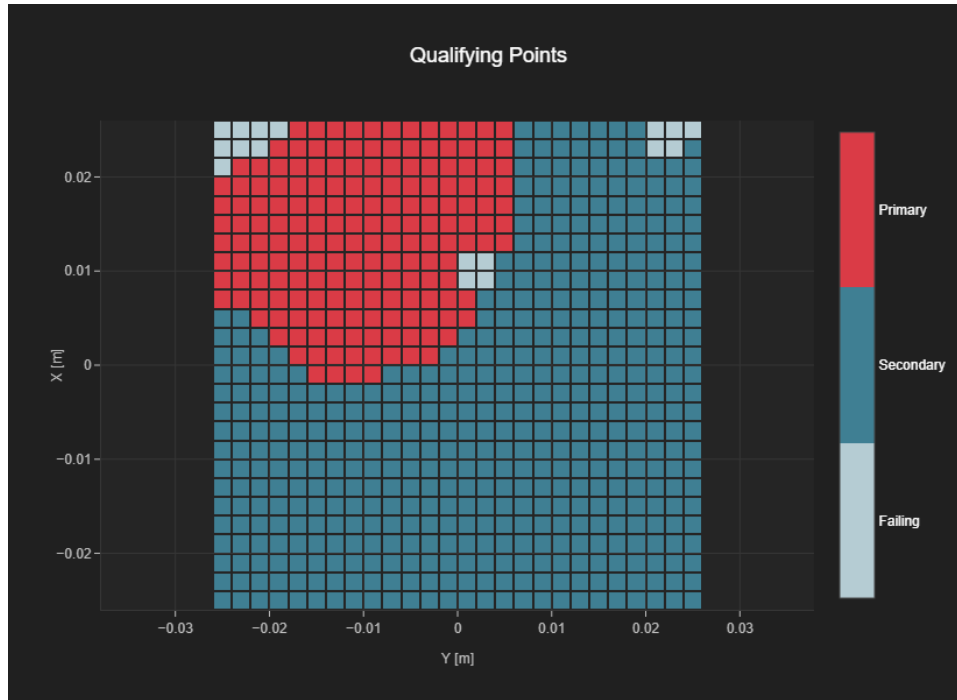 Qualifying Points
0.02
0.01
0
−0.01
−0.02
X [m]
−0.03
−0.02
−0.01
0
0.01
0.02
0.03
Y [m]
Primary
Secondary
Failing